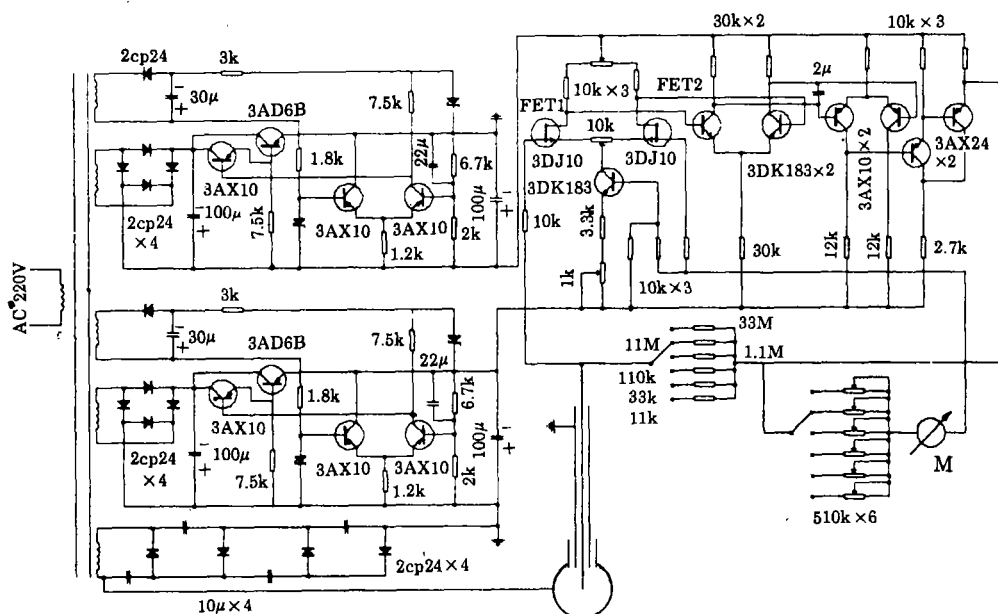 2cp24
3k
30μ
3AD6B
7.5k
3AX10
1.8k
22μ
6.7k
100μ
2cp24
×4
100μ
7.5k
3AX10
3AX10
1.2k
2k
AC 220V
3k
30μ
3AD6B
7.5k
22μ
1.8k
6.7k
3AX10
2cp24
×4
100μ
7.5k
3AX10
3AX10
1.2k
2k
100μ
2cp24×4
10μ×4
30k×2
10k×3
2μ
FET1
10k×3
FET2
10k
3DJ10
3DJ10
3DK183
3DK183×2
3AX10×2
3AX24
×2
10k
3.3k
1k
10k×3
30k
12k
12k
2.7k
33M
11M
1.1M
110k
33k
11k
M
510k×6